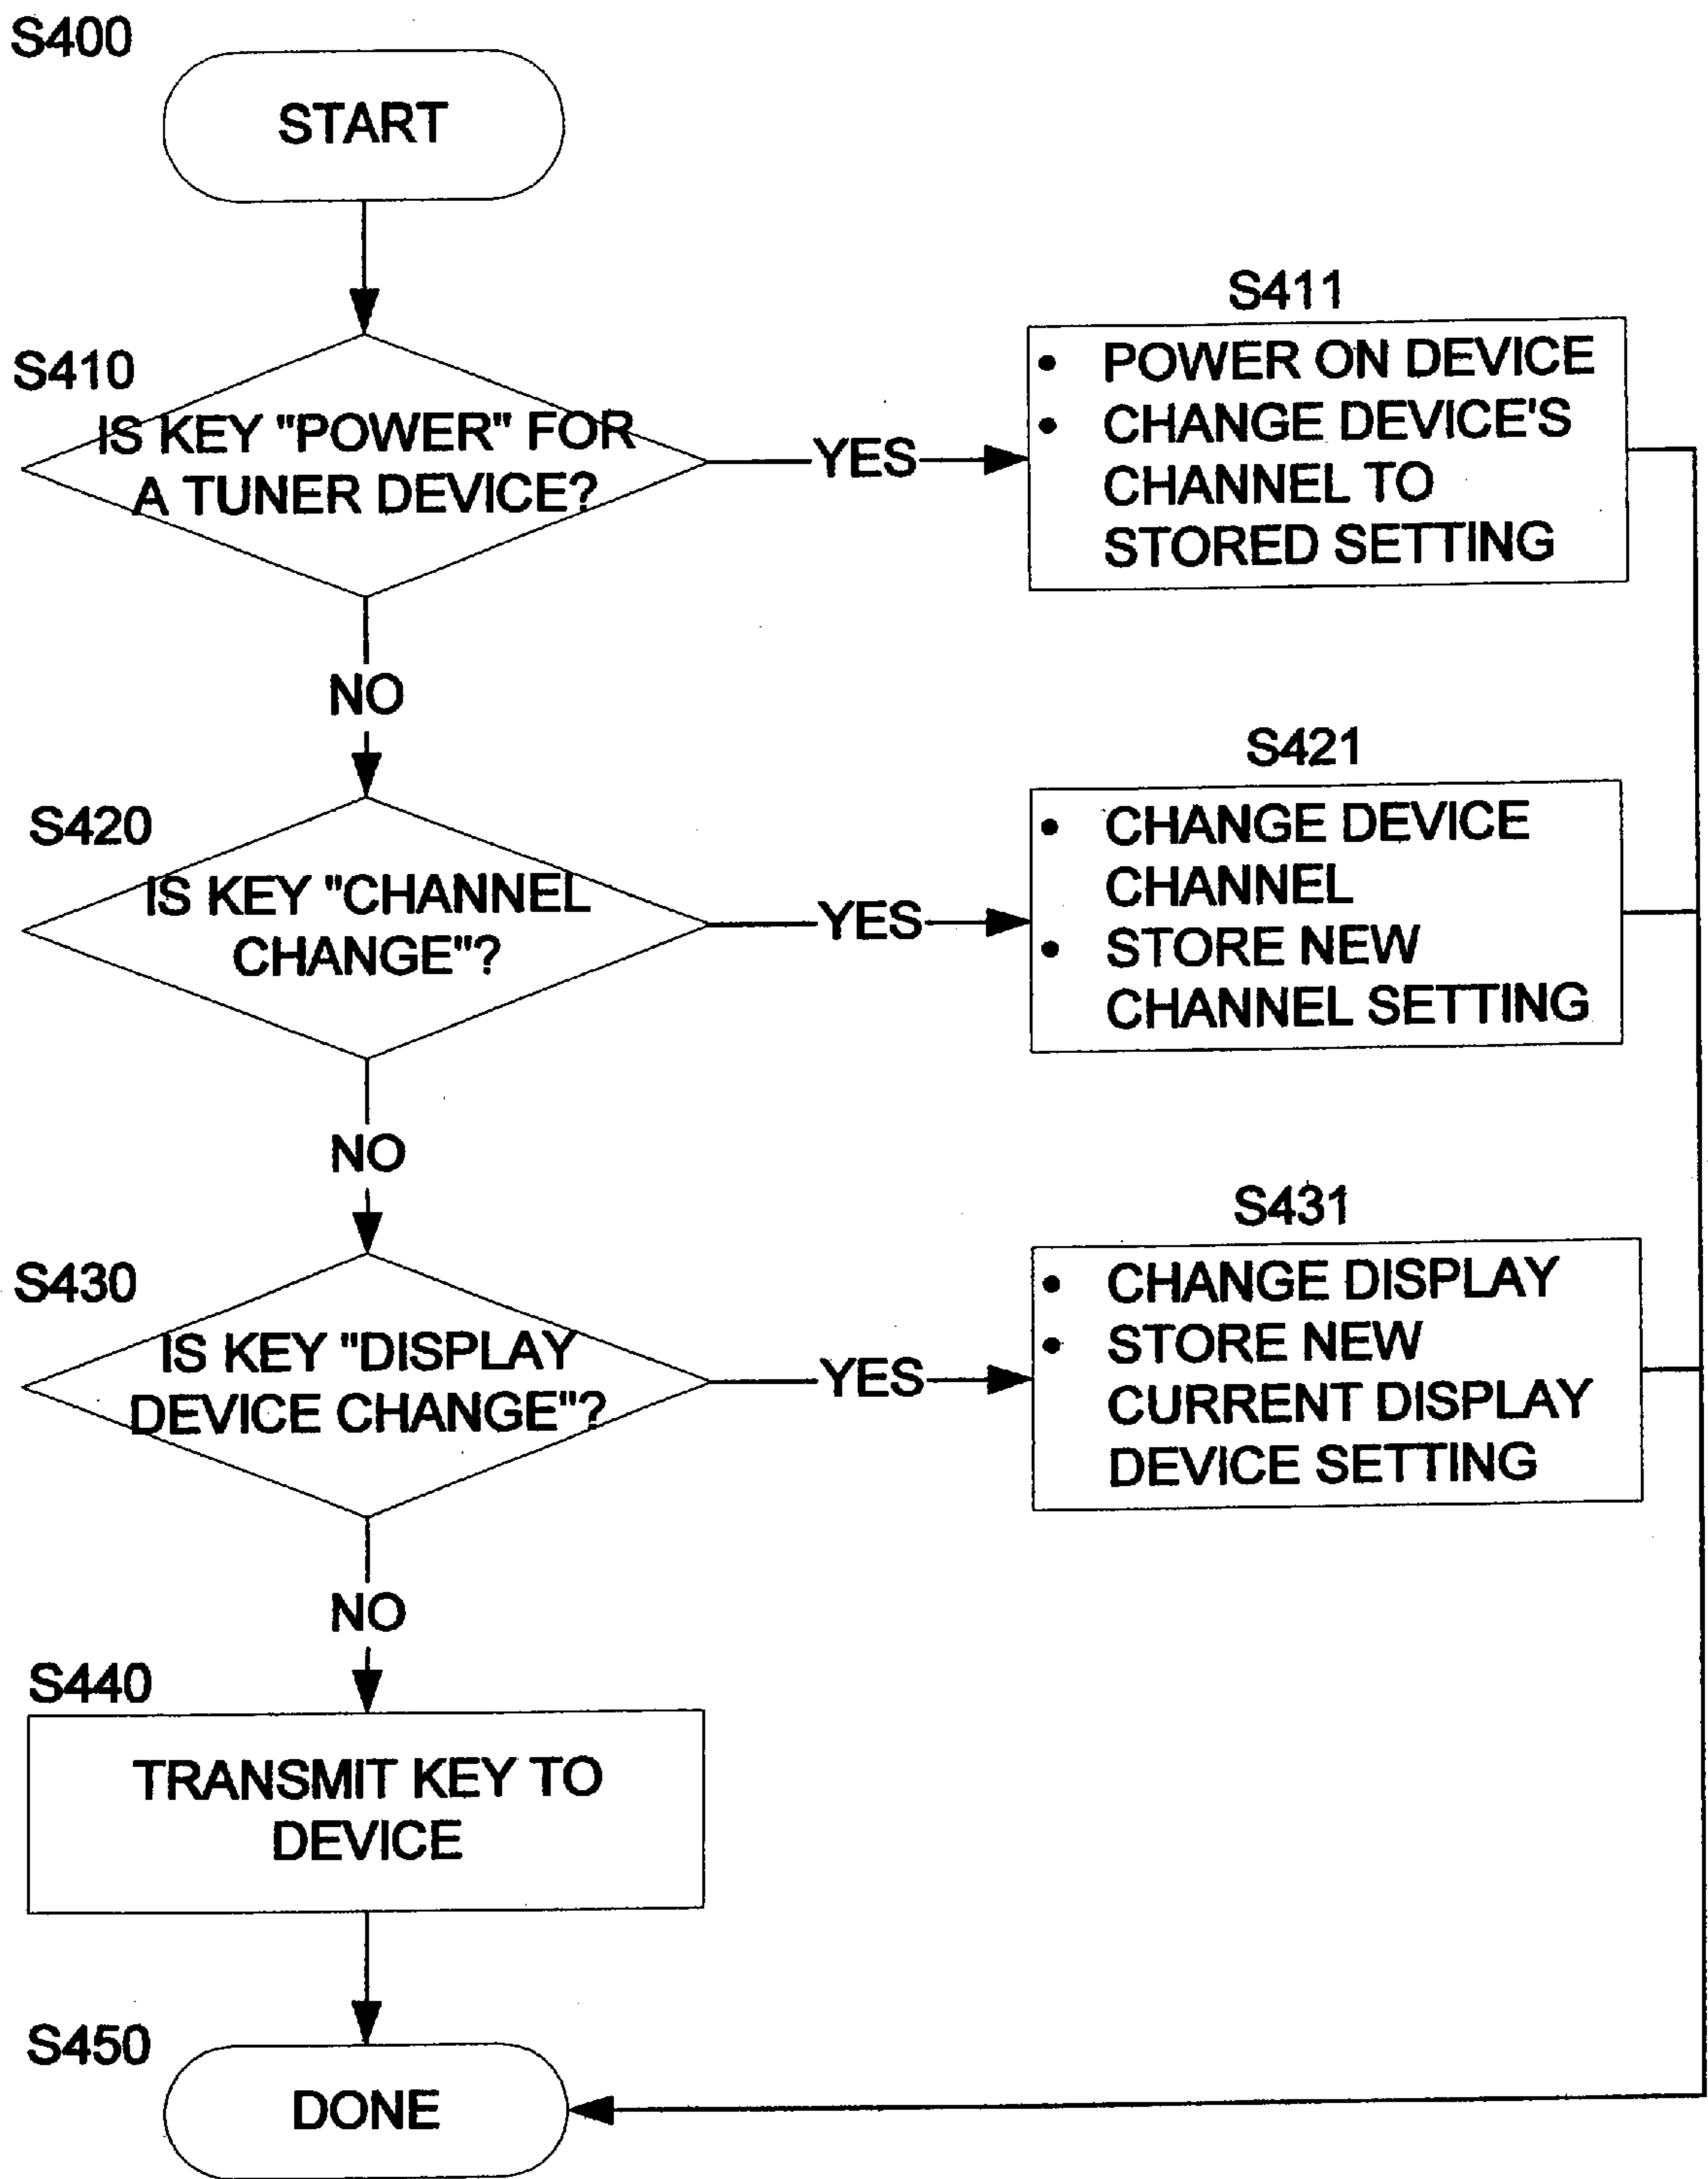 S400
START
S410
IS KEY "POWER" FOR
A TUNER DEVICE?
YES
S411
• POWER ON DEVICE
• CHANGE DEVICE'S
CHANNEL TO
STORED SETTING
NO
S420
IS KEY "CHANNEL
CHANGE"?
YES
S421
• CHANGE DEVICE
CHANNEL
• STORE NEW
CHANNEL SETTING
NO
S430
IS KEY "DISPLAY
DEVICE CHANGE"?
YES
S431
• CHANGE DISPLAY
• STORE NEW
CURRENT DISPLAY
DEVICE SETTING
NO
S440
TRANSMIT KEY TO
DEVICE
S450
DONE